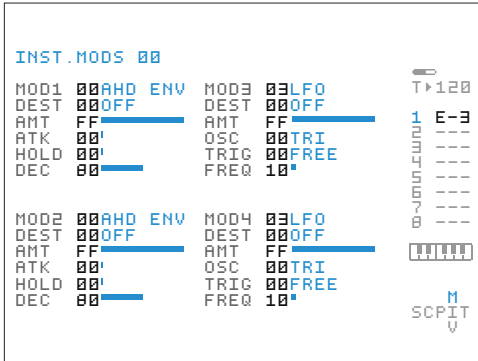 INST.MODS 00
MOD1 00AHD ENV MOD3 03LFO
DEST 00OFF DEST 00OFF
AMT FF AMT FF
ATK 00 OSC 00TRI
HOLD 00 TRIG 00FREE
DEC 80 FREQ 10
MOD2 00AHD ENV MOD4 03LFO
DEST 00OFF DEST 00OFF
AMT FF AMT FF
ATK 00 OSC 00TRI
HOLD 00 TRIG 00FREE
DEC 80 FREQ 10
T▸120
1 E-3
2 ---
3 ---
4 ---
5 ---
6 ---
7 ---
8 ---
M
SCPIT
V